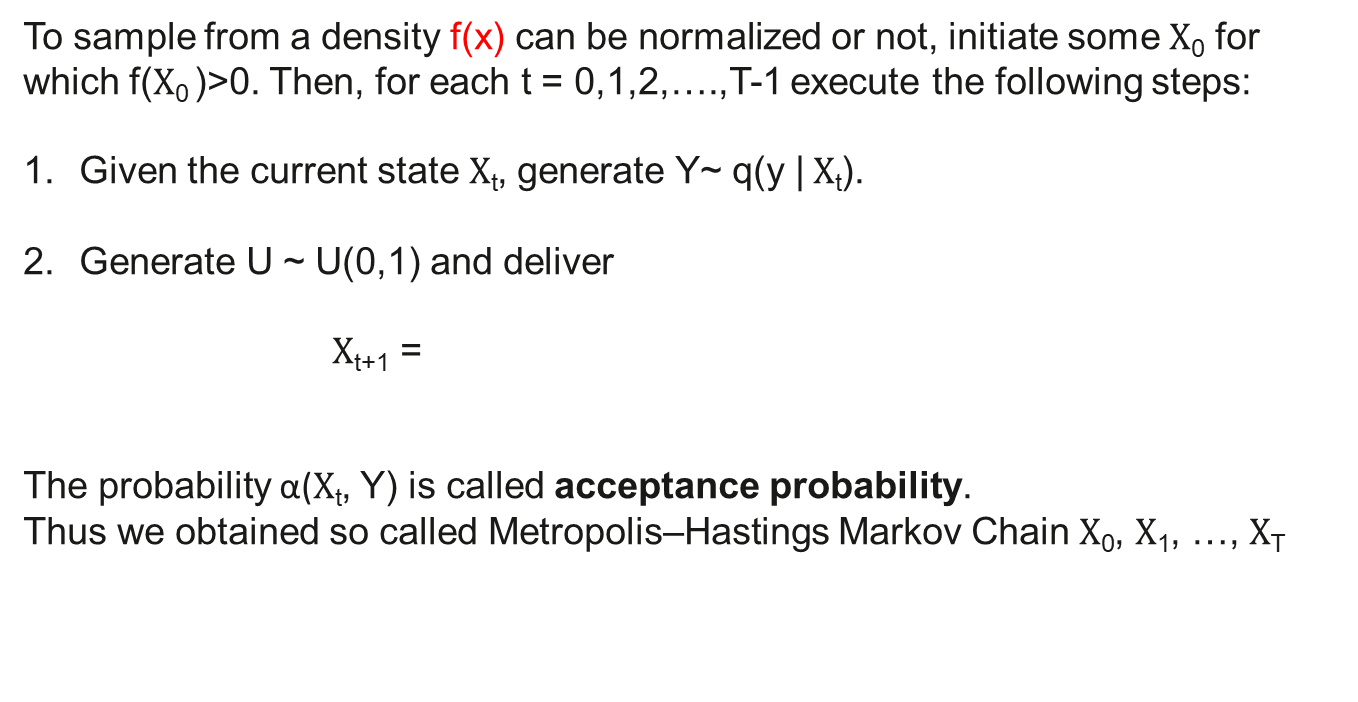 To sample from a density f(x) can be normalized or not, initiate some X₀ for
which f(X₀)>0. Then, for each t = 0,1,2,….,T-1 execute the following steps:
1. Given the current state Xₜ, generate Y~ q(y | Xₜ).
2. Generate U ~ U(0,1) and deliver
Xₜ₊₁ =
The probability α(Xₜ, Y) is called acceptance probability.
Thus we obtained so called Metropolis–Hastings Markov Chain X₀, X₁, …, X_T